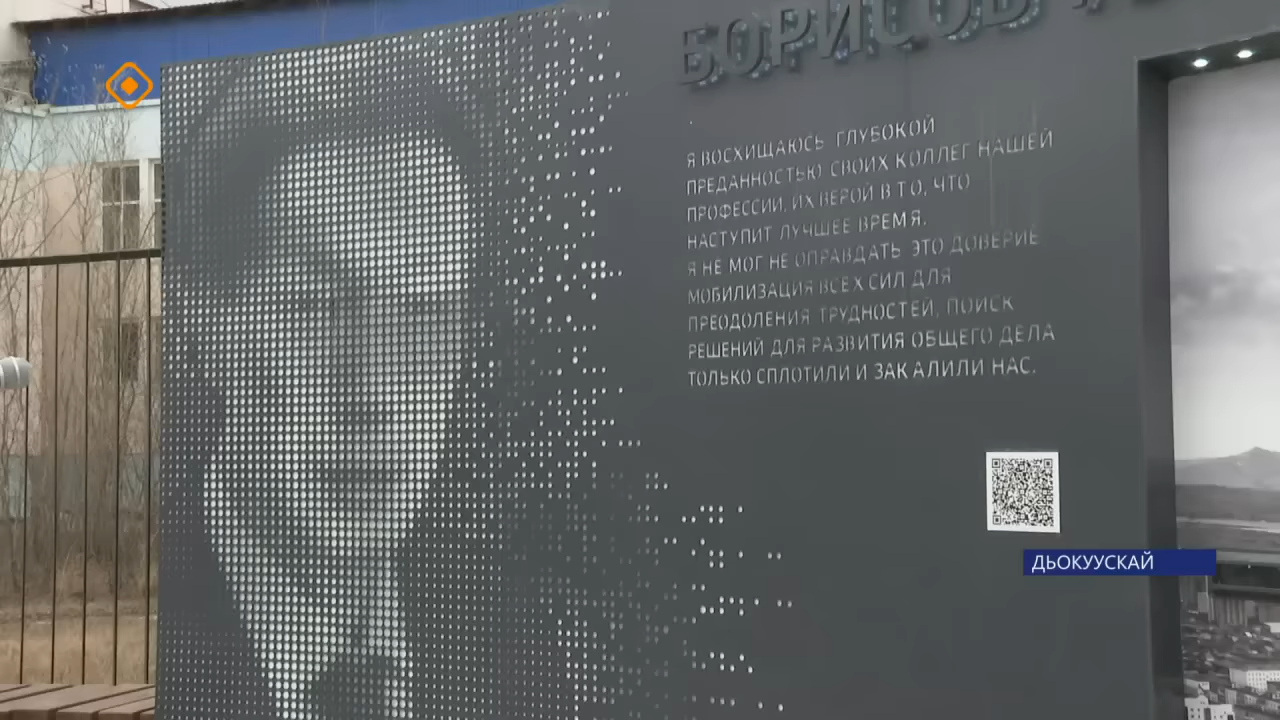 БОРИСОВ
Я ВОСХИЩАЮСЬ ГЛУБОКОЙ
ПРЕДАННОСТЬЮ СВОИХ КОЛЛЕГ НАШЕЙ
ПРОФЕССИИ, ИХ ВЕРОЙ В ТО, ЧТО
НАСТУПИТ ЛУЧШЕЕ ВРЕМЯ.
Я НЕ МОГ НЕ ОПРАВДАТЬ ЭТО ДОВЕРИЕ
МОБИЛИЗАЦИЯ ВСЕХ СИЛ ДЛЯ
ПРЕОДОЛЕНИЯ ТРУДНОСТЕЙ, ПОИСК
РЕШЕНИЙ ДЛЯ РАЗВИТИЯ ОБЩЕГО ДЕЛА
ТОЛЬКО СПЛОТИЛИ И ЗАКАЛИЛИ НАС.
ДЬОКУУСКАЙ